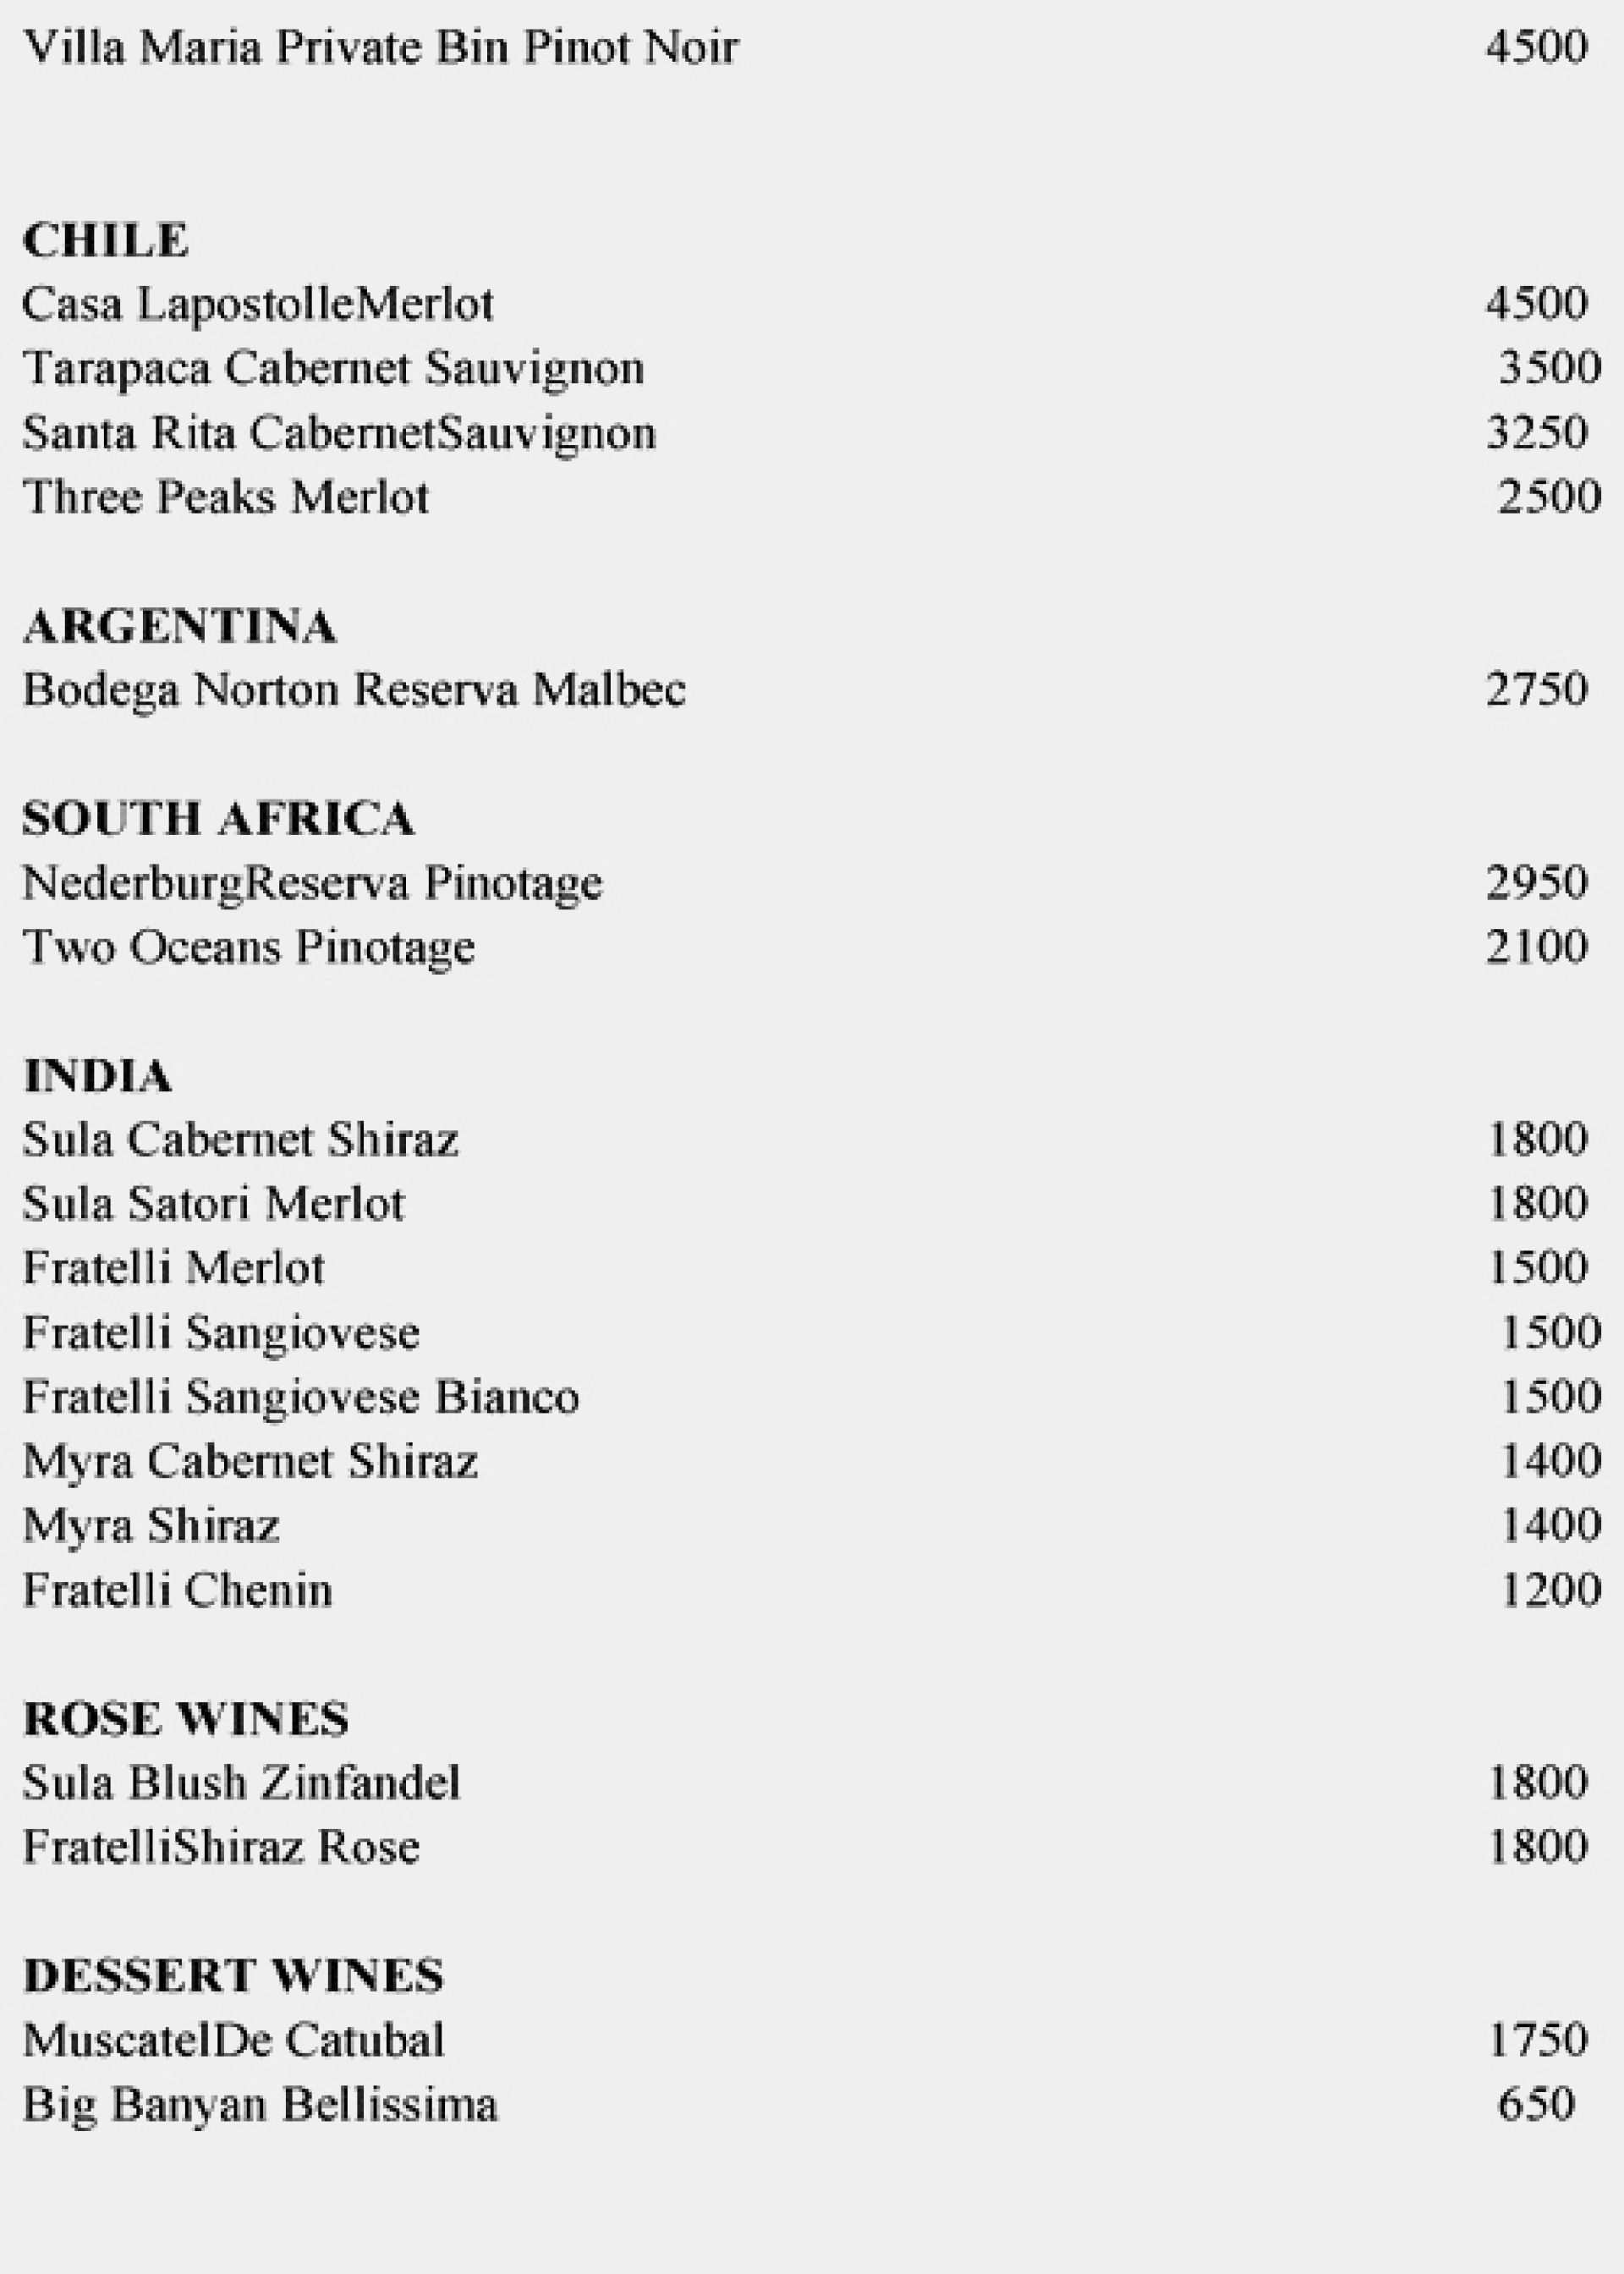 Villa Maria Private Bin Pinot Noir 4500
CHILE
Casa LapostolleMerlot 4500
Tarapaca Cabernet Sauvignon 3500
Santa Rita CabernetSauvignon 3250
Three Peaks Merlot 2500
ARGENTINA
Bodega Norton Reserva Malbec 2750
SOUTH AFRICA
NederburgReserva Pinotage 2950
Two Oceans Pinotage 2100
INDIA
Sula Cabernet Shiraz 1800
Sula Satori Merlot 1800
Fratelli Merlot 1500
Fratelli Sangiovese 1500
Fratelli Sangiovese Bianco 1500
Myra Cabernet Shiraz 1400
Myra Shiraz 1400
Fratelli Chenin 1200
ROSE WINES
Sula Blush Zinfandel 1800
FratelliShiraz Rose 1800
DESSERT WINES
MuscatelDe Catubal 1750
Big Banyan Bellissima 650